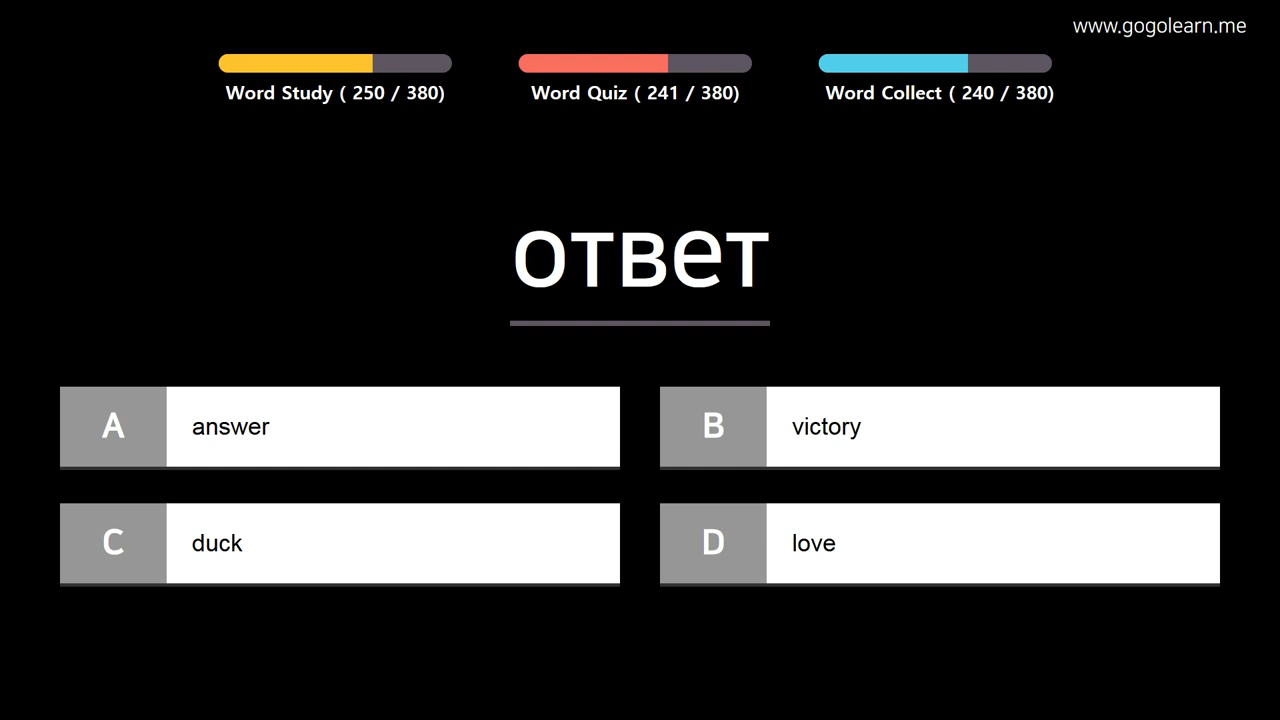 www.gogolearn.me
Word Study ( 250 / 380)
Word Quiz ( 241 / 380)
Word Collect ( 240 / 380)
ответ
A answer
B victory
C duck
D love